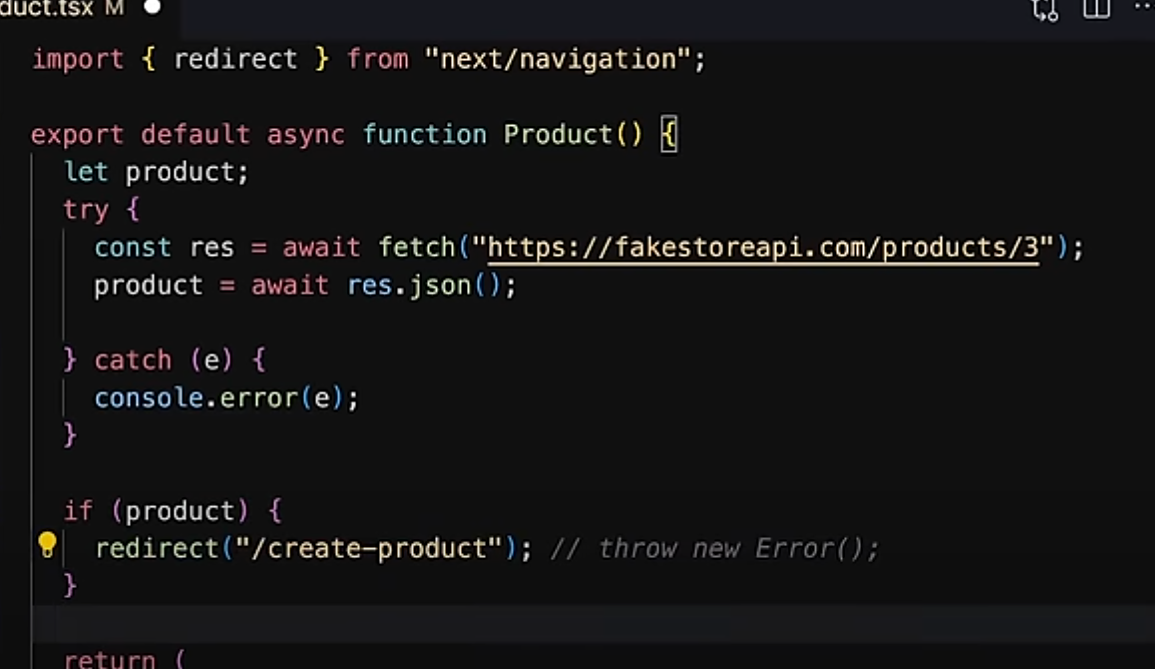 duct.tsx M
import { redirect } from "next/navigation";
export default async function Product() {
let product;
try {
const res = await fetch("https://fakestoreapi.com/products/3");
product = await res.json();
} catch (e) {
console.error(e);
}
if (product) {
redirect("/create-product"); // throw new Error();
}
return (